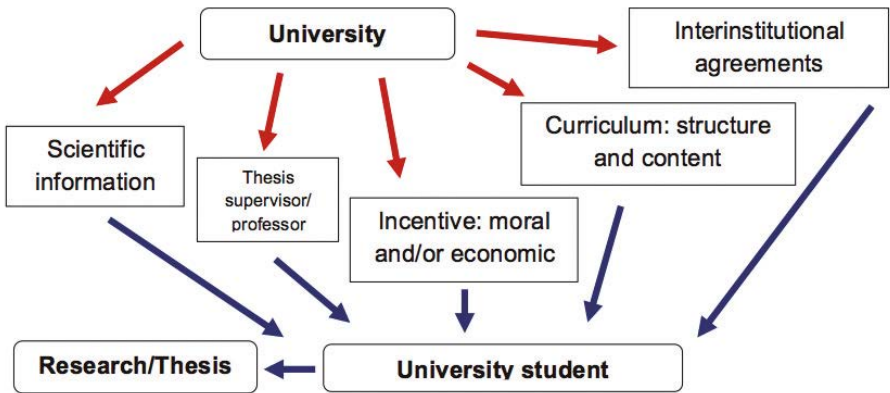 University
Interinstitutional
agreements
Scientific
information
Thesis
supervisor/
professor
Incentive: moral
and/or economic
Curriculum: structure
and content
Research/Thesis
University student